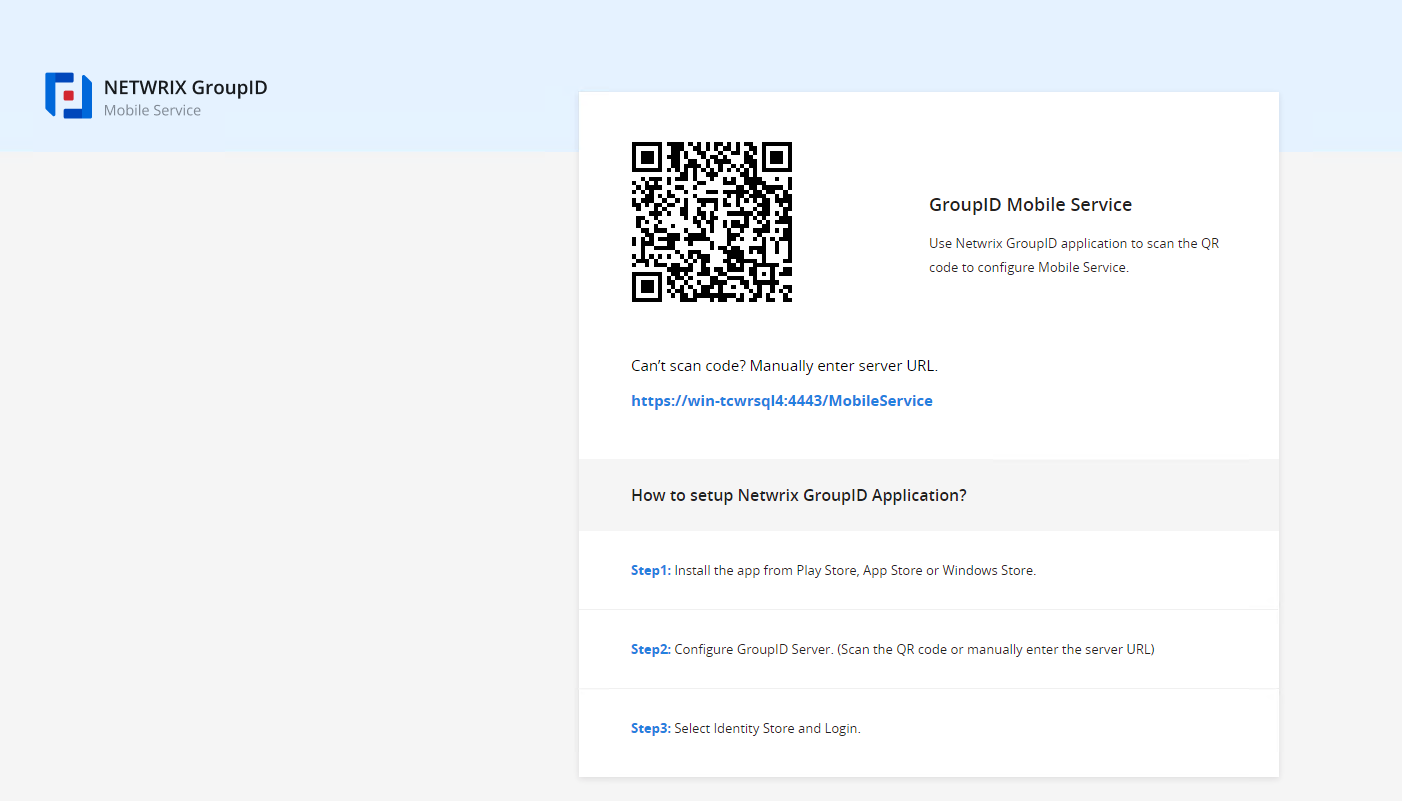 NETWRIX GroupID
Mobile Service
GroupID Mobile Service
Use Netwrix GroupID application to scan the QR
code to configure Mobile Service.
Can't scan code? Manually enter server URL.
https://win-tcwrsql4:4443/MobileService
How to setup Netwrix GroupID Application?
Step1: Install the app from Play Store, App Store or Windows Store.
Step2: Configure GroupID Server. (Scan the QR code or manually enter the server URL)
Step3: Select Identity Store and Login.